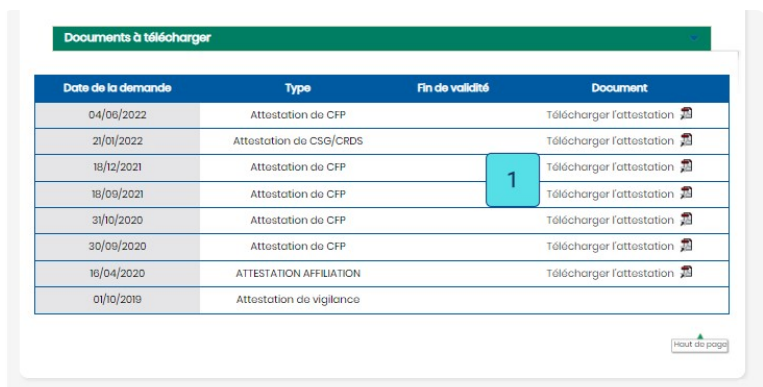 Documents à télécharger
Date de la demande Type Fin de validité Document
04/06/2022 Attestation de CFP Télécharger l'attestation
21/01/2022 Attestation de CSG/CRDS Télécharger l'attestation
18/12/2021 Attestation de CFP Télécharger l'attestation
1
18/09/2021 Attestation de CFP Télécharger l'attestation
31/10/2020 Attestation de CFP Télécharger l'attestation
30/09/2020 Attestation de CFP Télécharger l'attestation
16/04/2020 ATTESTATION AFFILIATION Télécharger l'attestation
01/10/2019 Attestation de vigilance
Haut de page